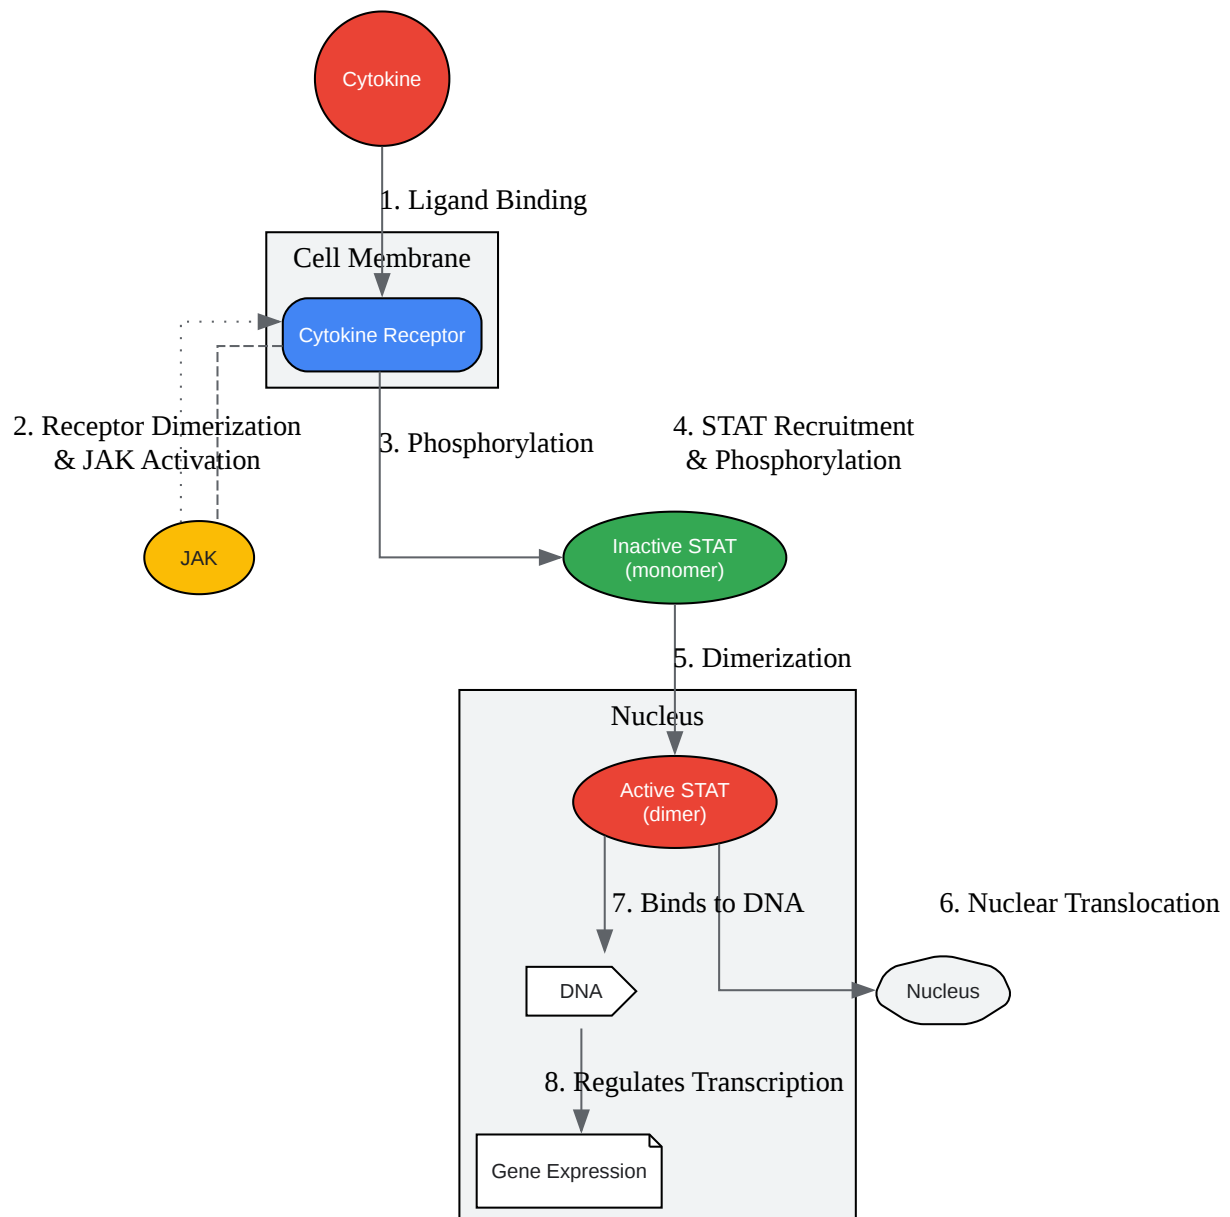 Cytokine
1. Ligand Binding
Cell Membrane
Cytokine Receptor
2. Receptor Dimerization
& JAK Activation
3. Phosphorylation
4. STAT Recruitment
& Phosphorylation
JAK
Inactive STAT
(monomer)
5. Dimerization
Nucleus
Active STAT
(dimer)
7. Binds to DNA
6. Nuclear Translocation
DNA
Nucleus
8. Regulates Transcription
Gene Expression